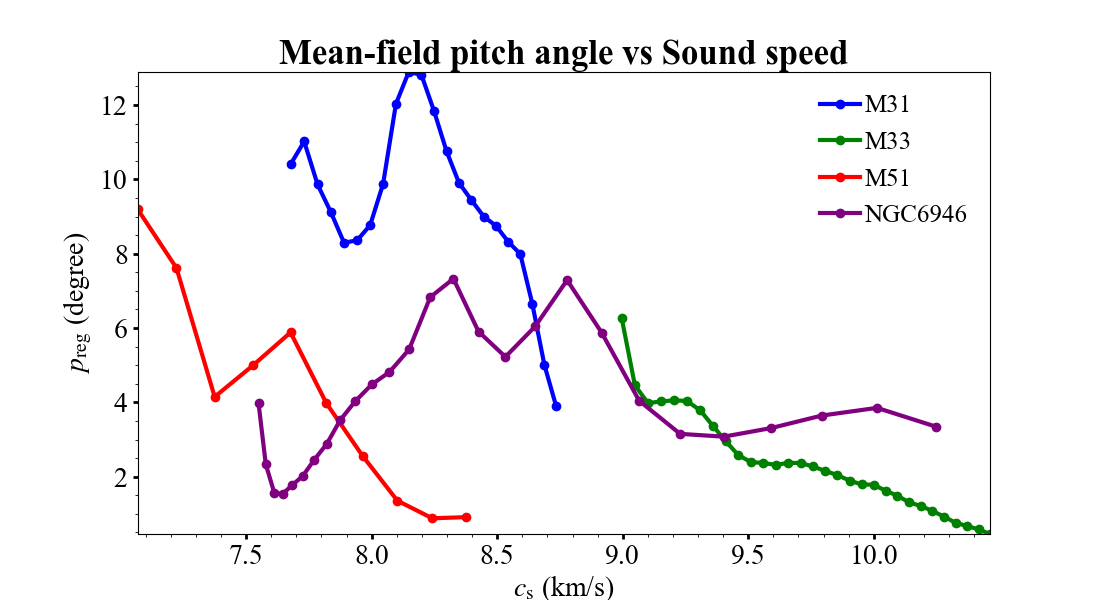 Mean-field pitch angle vs Sound speed
12
10
8
6
4
2
p_reg (degree)
M31
M33
M51
NGC6946
7.5 8.0 8.5 9.0 9.5 10.0
c_s (km/s)